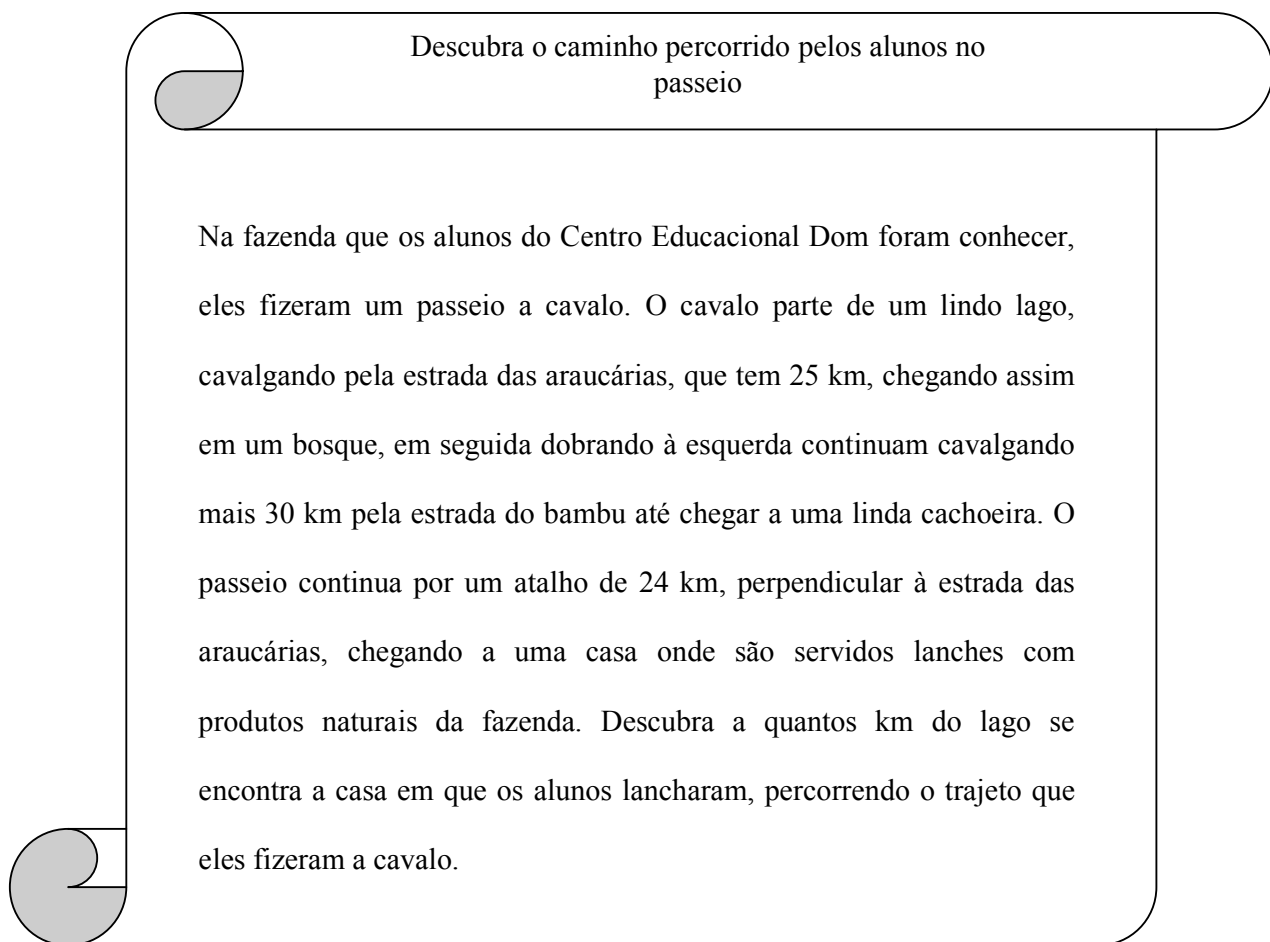 Descubra o caminho percorrido pelos alunos no
passeio
Na fazenda que os alunos do Centro Educacional Dom foram conhecer,
eles fizeram um passeio a cavalo. O cavalo parte de um lindo lago,
cavalgando pela estrada das araucárias, que tem 25 km, chegando assim
em um bosque, em seguida dobrando à esquerda continuam cavalgando
mais 30 km pela estrada do bambu até chegar a uma linda cachoeira. O
passeio continua por um atalho de 24 km, perpendicular à estrada das
araucárias, chegando a uma casa onde são servidos lanches com
produtos naturais da fazenda. Descubra a quantos km do lago se
encontra a casa em que os alunos lancharam, percorrendo o trajeto que
eles fizeram a cavalo.